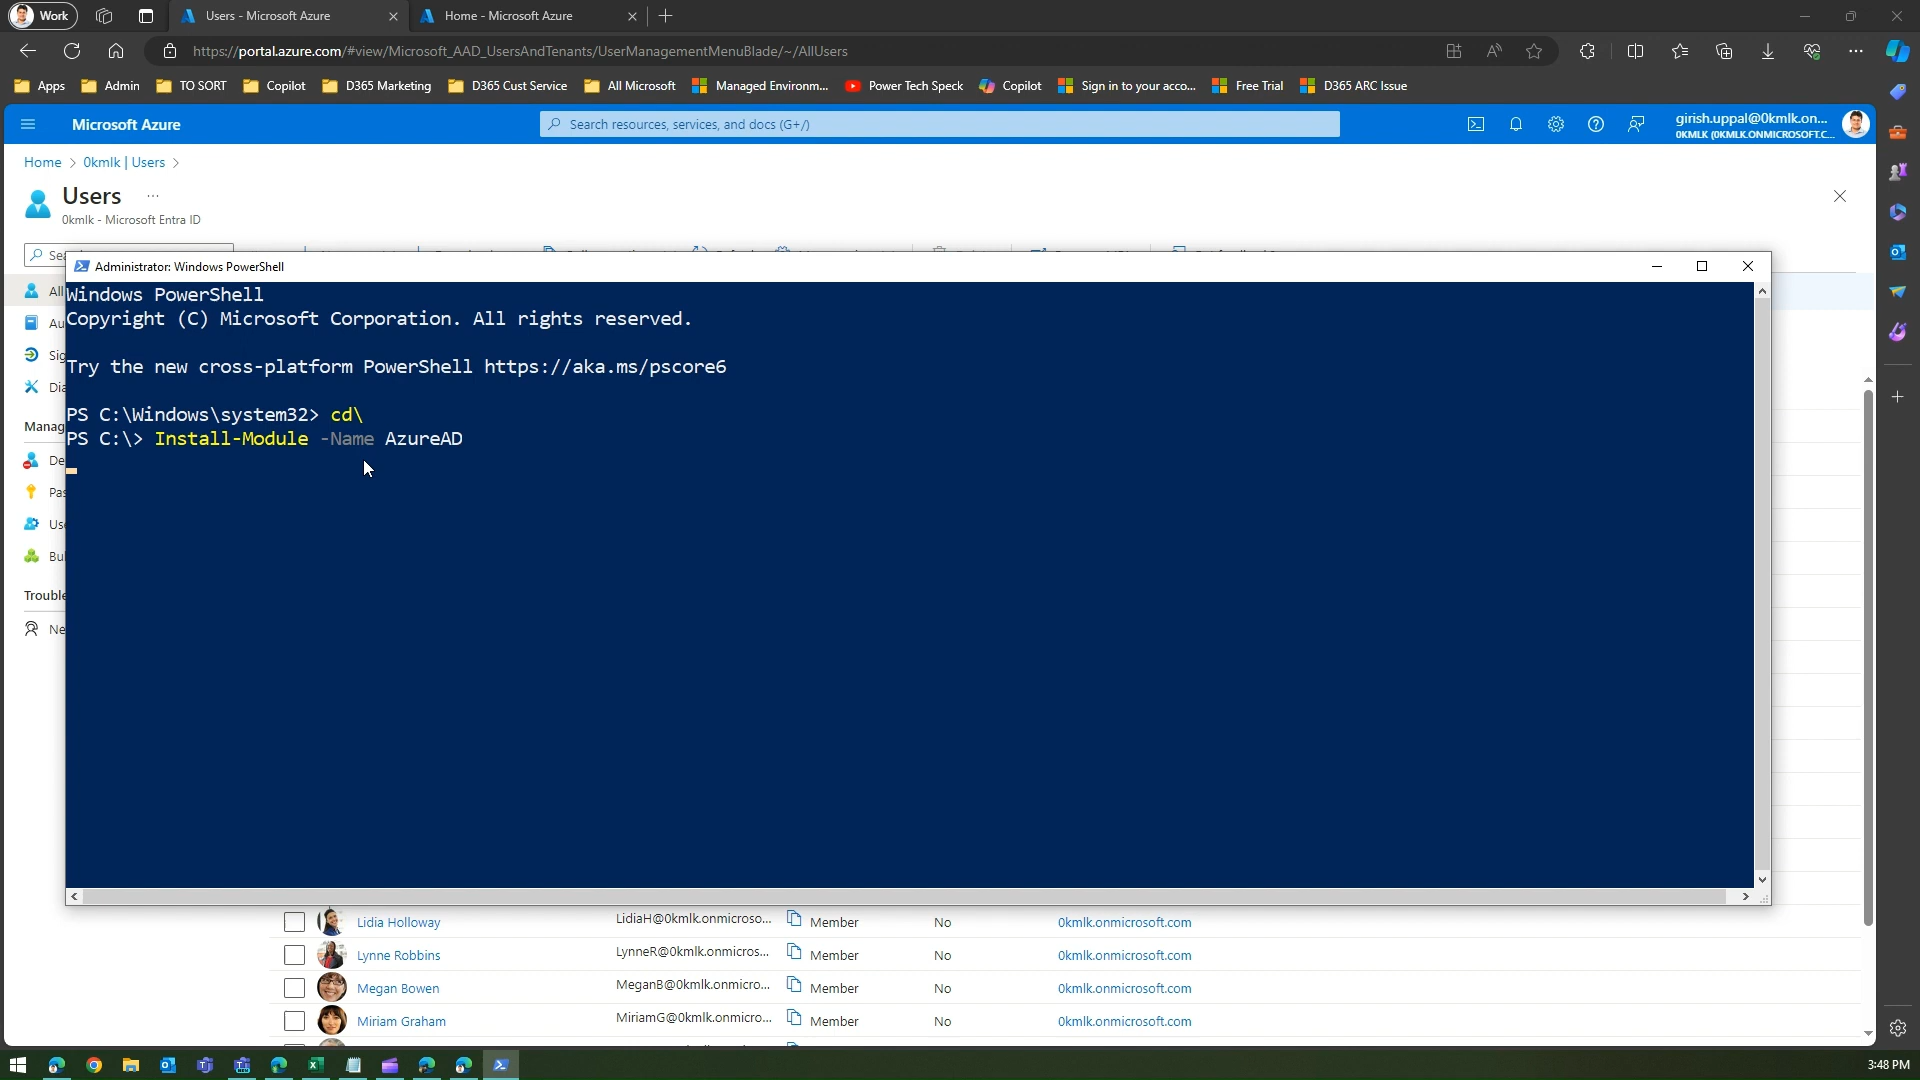 Work
Users - Microsoft Azure
Home - Microsoft Azure
https://portal.azure.com/#view/Microsoft_AAD_UsersAndTenants/UserManagementMenuBlade/~/AllUsers
Apps
Admin
TO SORT
Copilot
D365 Marketing
D365 Cust Service
All Microsoft
Managed Environm...
Power Tech Speck
Copilot
Sign in to your acco...
Free Trial
D365 ARC Issue
Microsoft Azure
Search resources, services, and docs (G+/)
girish.uppal@0kmlk.on...
0KMLK (0KMLK.ONMICROSOFT.C...
Home > 0kmlk | Users >
Users ...
0kmlk - Microsoft Entra ID
Administrator: Windows PowerShell
Windows PowerShell
Copyright (C) Microsoft Corporation. All rights reserved.
Try the new cross-platform PowerShell https://aka.ms/pscore6
PS C:\Windows\system32> cd\
PS C:\> Install-Module -Name AzureAD
Lidia Holloway LidiaH@0kmlk.onmicroso... Member No 0kmlk.onmicrosoft.com
Lynne Robbins LynneR@0kmlk.onmicros... Member No 0kmlk.onmicrosoft.com
Megan Bowen MeganB@0kmlk.onmicro... Member No 0kmlk.onmicrosoft.com
Miriam Graham MiriamG@0kmlk.onmicro... Member No 0kmlk.onmicrosoft.com
3:48 PM